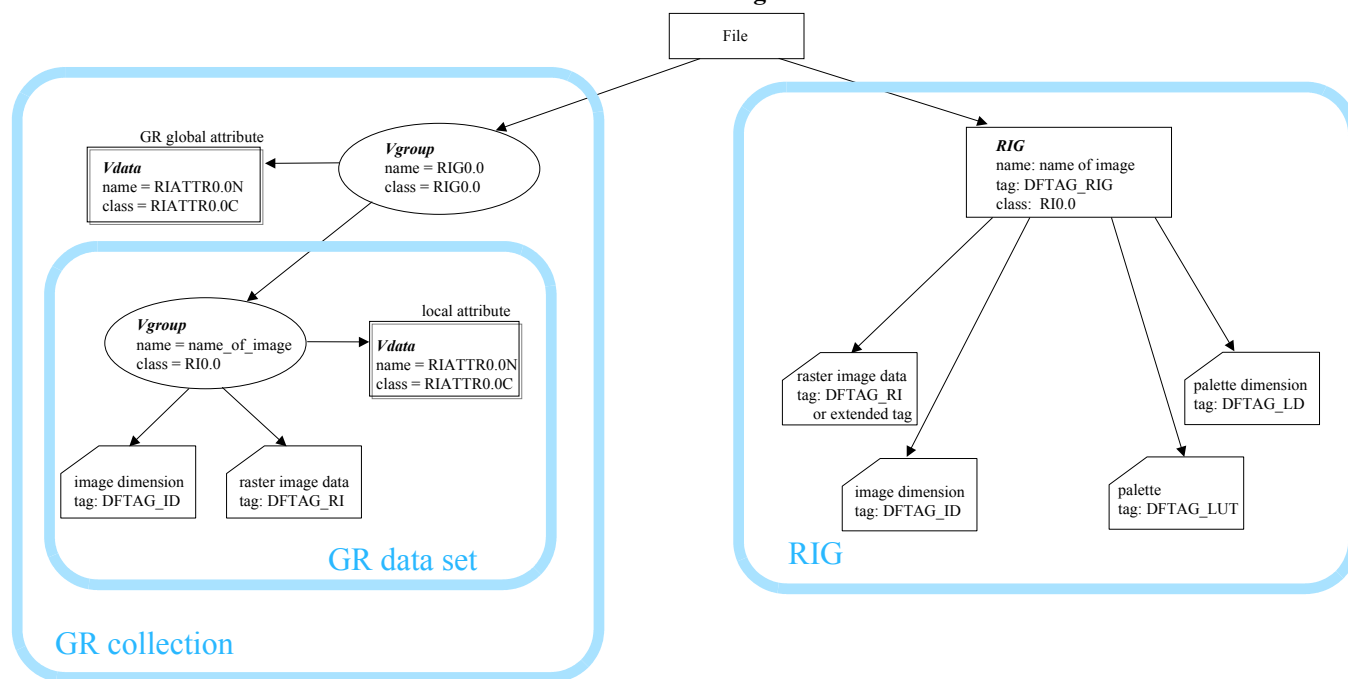 File
GR global attribute
Vdata
name = RIATTR0.0N
class = RIATTR0.0C
Vgroup
name = RIG0.0
class = RIG0.0
Vgroup
name = name_of_image
class = RI0.0
local attribute
Vdata
name = RIATTR0.0N
class = RIATTR0.0C
image dimension
tag: DFTAG_ID
raster image data
tag: DFTAG_RI
GR data set
GR collection
RIG
name: name of image
tag: DFTAG_RIG
class: RI0.0
raster image data
tag: DFTAG_RI
or extended tag
palette dimension
tag: DFTAG_LD
image dimension
tag: DFTAG_ID
palette
tag: DFTAG_LUT
RIG